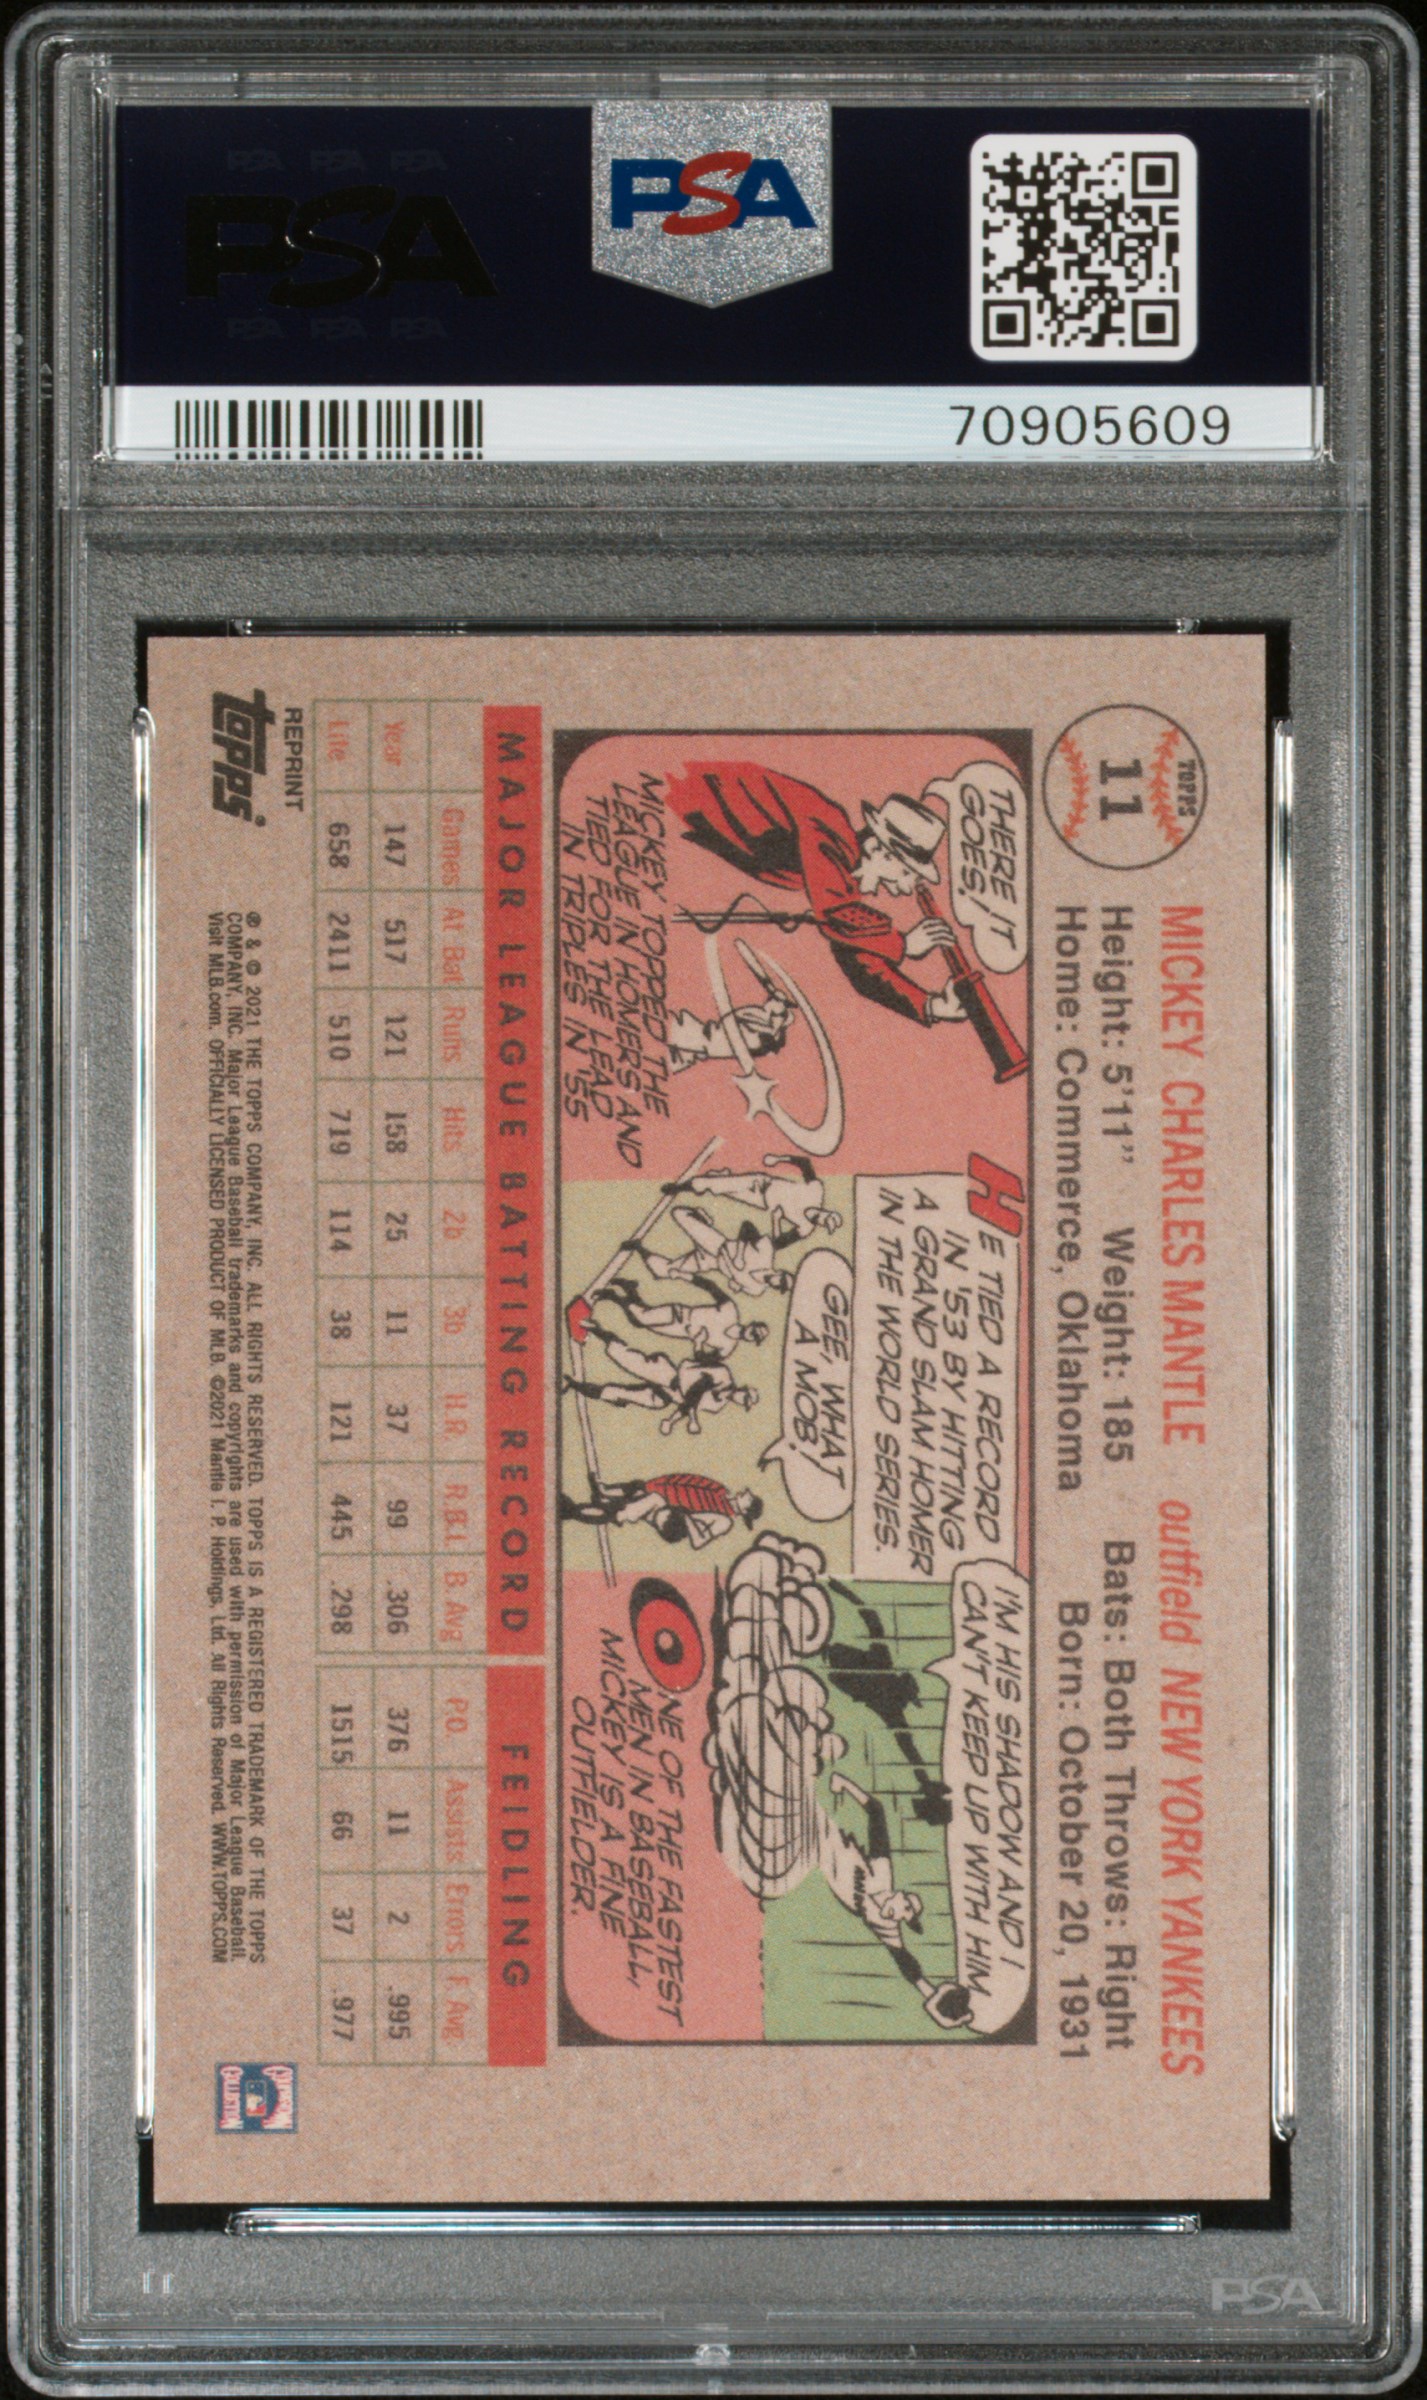 PSA PSA PSA
PSA
PSA PSA PSA
PSA
70905609
TOPPS
11
MICKEY CHARLES MANTLE outfield NEW YORK YANKEES
Height: 5'11” Weight: 185 Bats: Both Throws: Right
Home: Commerce, Oklahoma Born: October 20, 1931
THERE IT
GOES!
MICKEY TOPPED THE
LEAGUE IN HOMERS AND
TIED FOR THE LEAD
IN TRIPLES IN '55
HE TIED A RECORD
IN '53 BY HITTING
A GRAND SLAM HOMER
IN THE WORLD SERIES.
GEE, WHAT
A MOB!
I'M HIS SHADOW AND I
CAN'T KEEP UP WITH HIM
ONE OF THE FASTEST
MEN IN BASEBALL,
MICKEY IS A FINE
OUTFIELDER.
MAJOR LEAGUE BATTING RECORD FEIDLING
Games At Bat Runs Hits 2b 3b H.R. R.B.I. B. Avg P.O. Assists Errors F. Avg
Year 147 517 121 158 25 11 37 99 .306 376 11 2 .995
Life 658 2411 510 719 114 38 121 445 .298 1515 66 37 .977
REPRINT
topps
® & © 2021 THE TOPPS COMPANY, INC. ALL RIGHTS RESERVED. TOPPS IS A REGISTERED TRADEMARK OF THE TOPPS
COMPANY, INC. Major League Baseball trademarks and copyrights are used with permission of Major League Baseball.
Visit MLB.com. OFFICIALLY LICENSED PRODUCT OF MLB. ©2021 Mantle I. P. Holdings, Ltd. All Rights Reserved. WWW.TOPPS.COM
COOPERSTOWN
COLLECTION
PSA